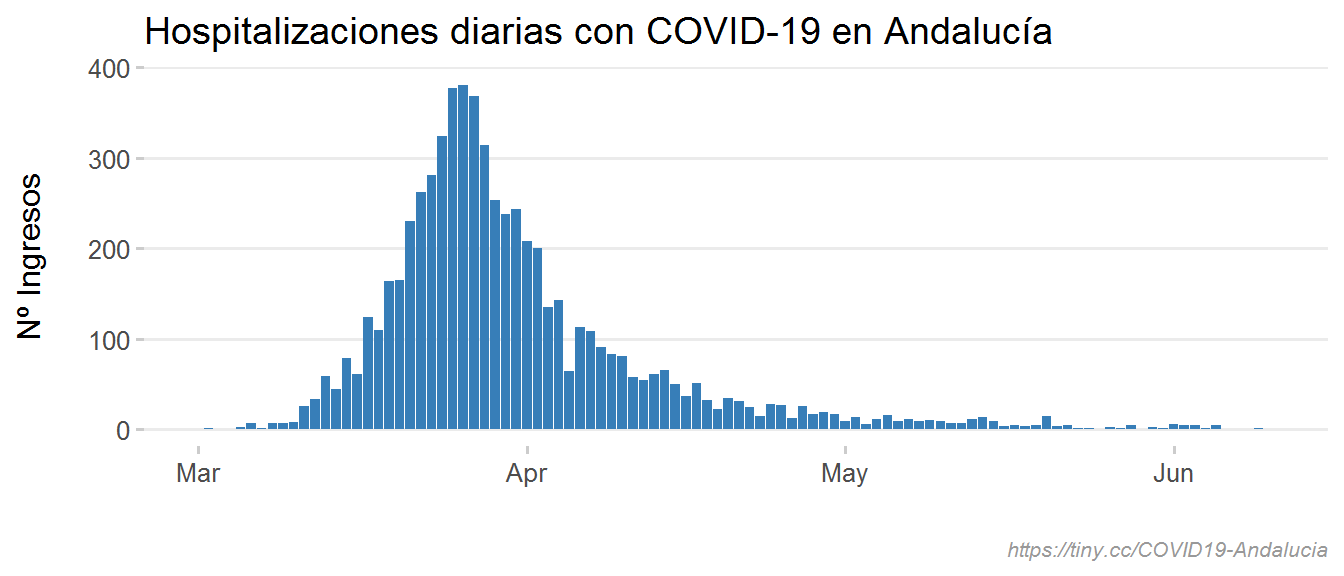 Hospitalizaciones diarias con COVID-19 en Andalucía
Nº Ingresos
400
300
200
100
0
Mar Apr May Jun
https://tiny.cc/COVID19-Andalucia